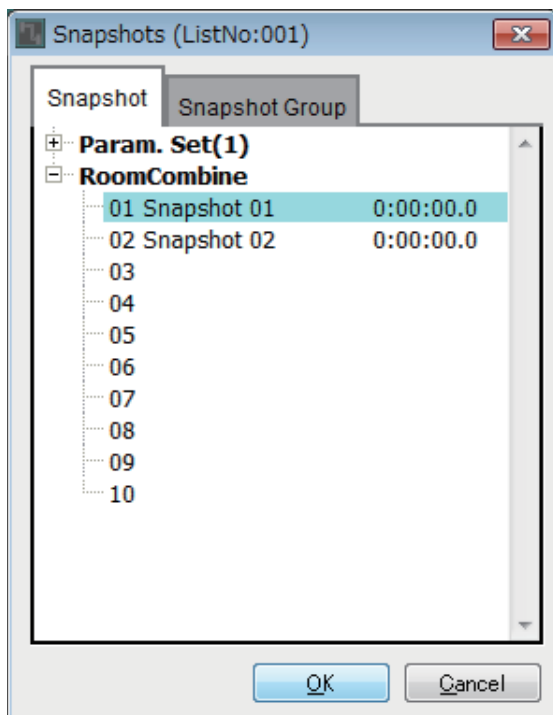 Snapshots (ListNo:001)
Snapshot Snapshot Group
Param. Set(1)
RoomCombine
01 Snapshot 01 0:00:00.0
02 Snapshot 02 0:00:00.0
03
04
05
06
07
08
09
10
OK Cancel